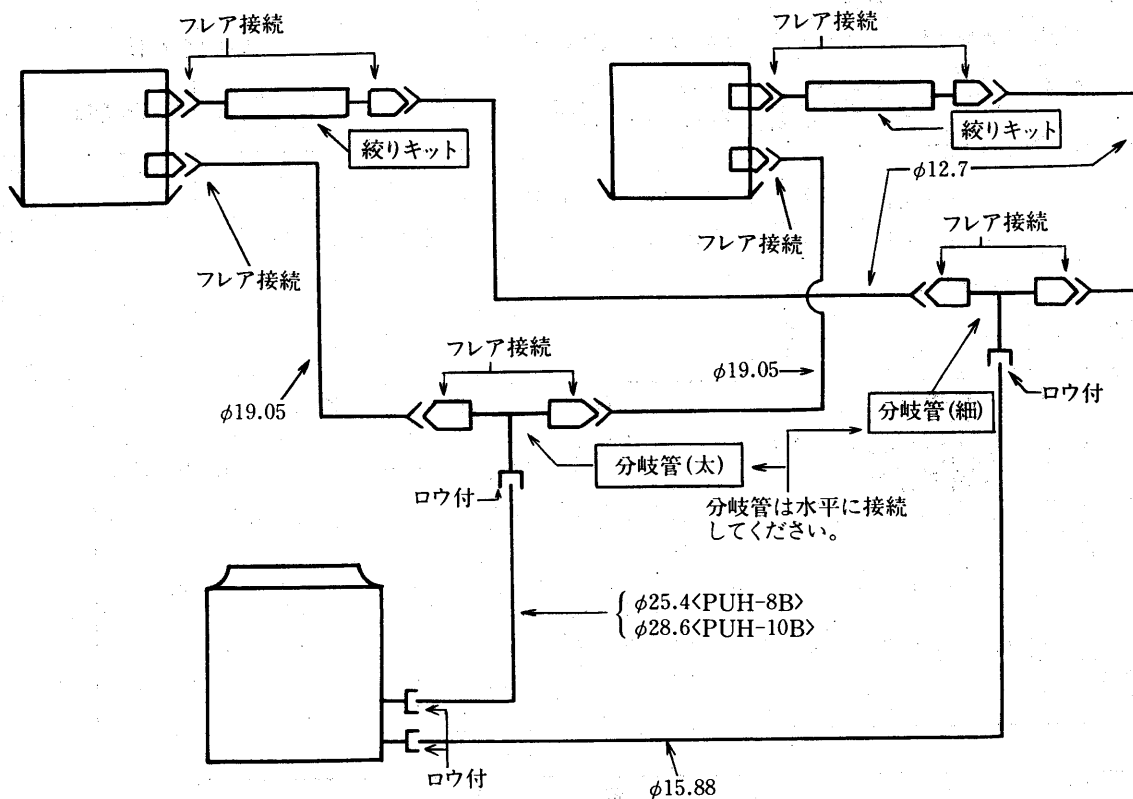 フレア接続
フレア接続
絞りキット
絞りキット
φ12.7
フレア接続
フレア接続
フレア接続
フレア接続
φ19.05
φ19.05
ロウ付
分岐管(細)
分岐管(太)
ロウ付
分岐管は水平に接続
してください。
φ25.4<PUH-8B>
φ28.6<PUH-10B>
ロウ付
φ15.88